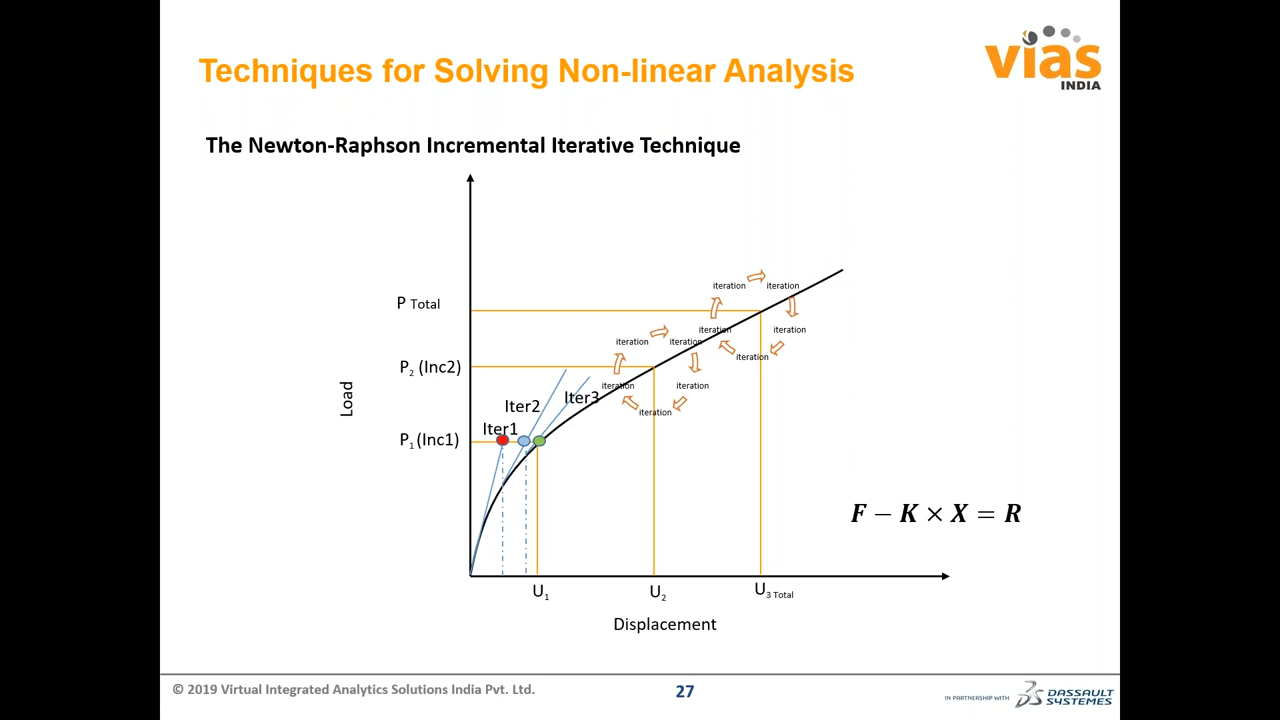 Techniques for Solving Non-linear Analysis
vias
INDIA
The Newton-Raphson Incremental Iterative Technique
iteration
iteration
P Total
iteration
iteration
iteration
iteration
iteration
P2 (Inc2)
iteration
iteration
Load
Iter3
Iter2
iteration
Iter1
P1 (Inc1)
F − K × X = R
U1
U2
U3 Total
Displacement
© 2019 Virtual Integrated Analytics Solutions India Pvt. Ltd.
27
IN PARTNERSHIP WITH
DASSAULT
SYSTEMES